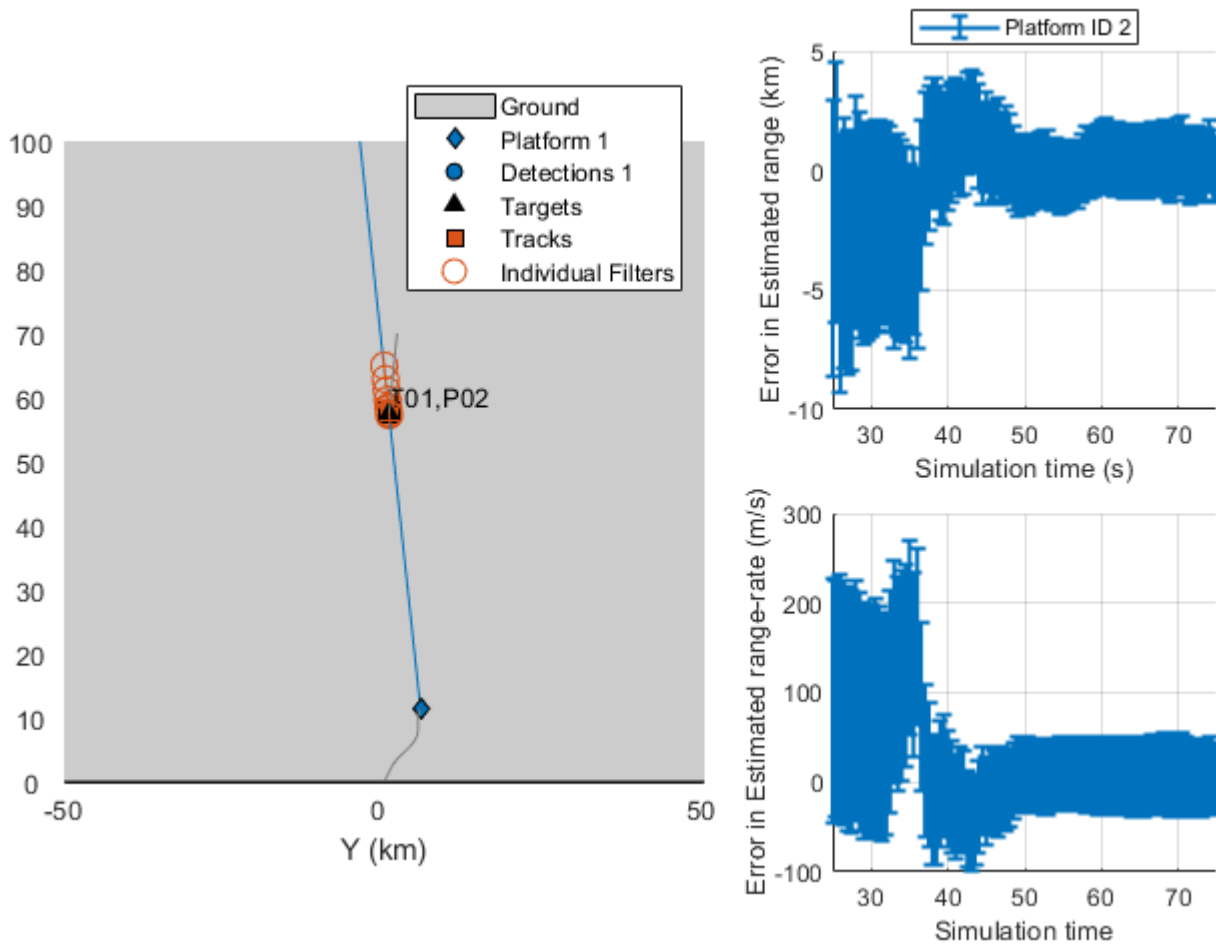 Ground
Platform 1
Detections 1
Targets
Tracks
Individual Filters
100
90
80
70
60
50
40
30
20
10
0
-50
0
50
Y (km)
T01,P02
Platform ID 2
Error in Estimated range (km)
5
0
-5
-10
30
40
50
60
70
Simulation time (s)
Error in Estimated range-rate (m/s)
300
200
100
0
-100
30
40
50
60
70
Simulation time